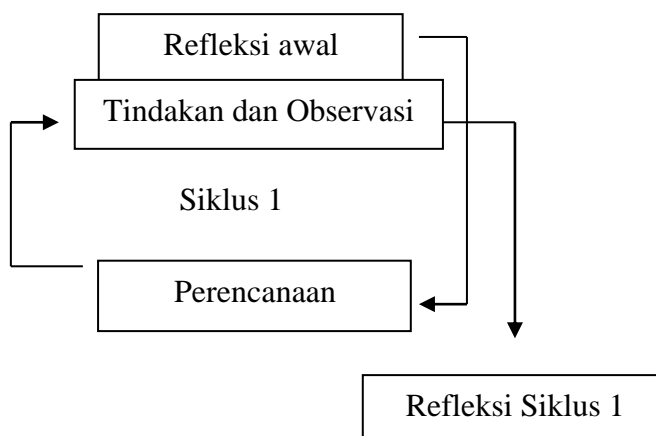 Refleksi awal
Tindakan dan Observasi
Siklus 1
Perencanaan
Refleksi Siklus 1